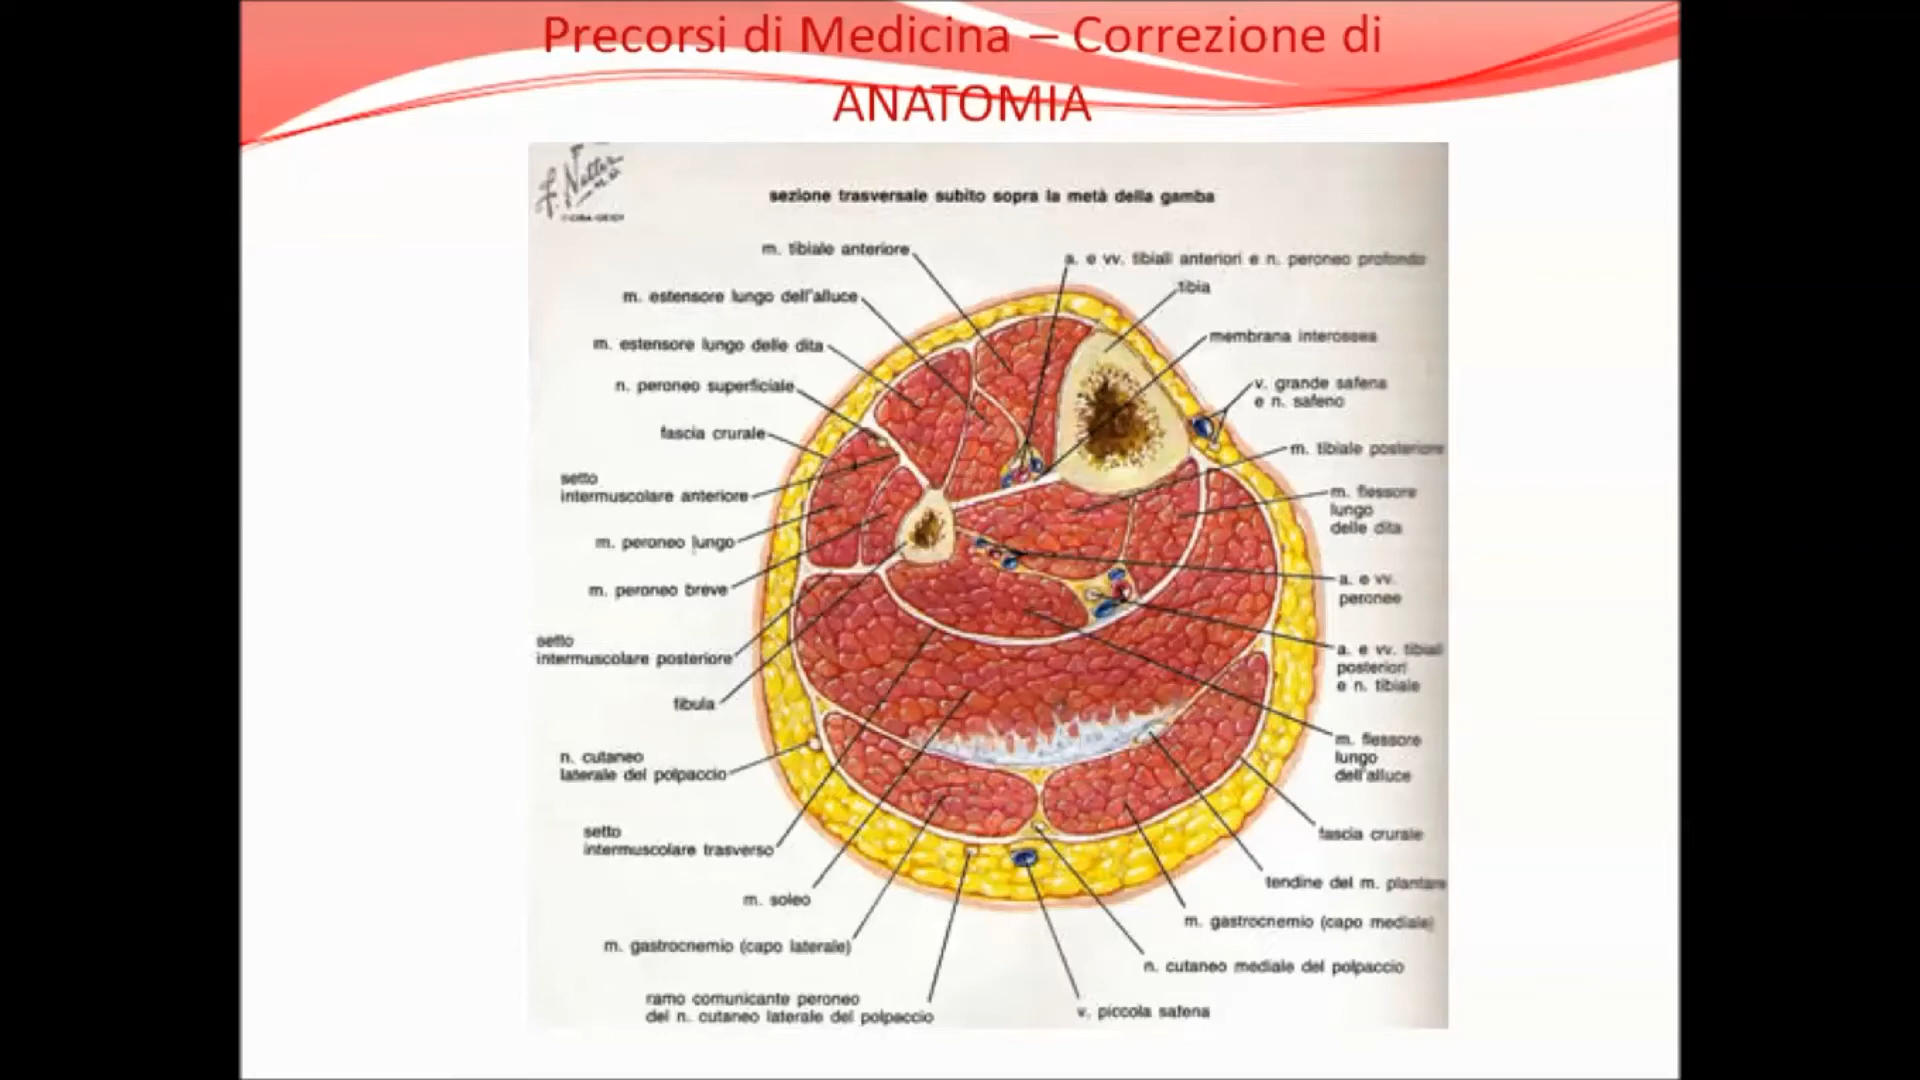 Precorsi di Medicina – Correzione di
ANATOMIA
F. Netter
M.D.
©CIBA-GEIGY
sezione trasversale subito sopra la metà della gamba
m. tibiale anteriore
a. e vv. tibiali anteriori e n. peroneo profondo
tibia
m. estensore lungo dell'alluce
membrana interossea
m. estensore lungo delle dita
n. peroneo superficiale
v. grande safena
e n. safeno
fascia crurale
m. tibiale posteriore
setto
intermuscolare anteriore
m. flessore
lungo
delle dita
m. peroneo lungo
a. e vv.
peronee
m. peroneo breve
setto
intermuscolare posteriore
a. e vv. tibiali
posteriori
e n. tibiale
fibula
m. flessore
lungo
dell'alluce
n. cutaneo
laterale del polpaccio
setto
intermuscolare trasverso
fascia crurale
tendine del m. plantare
m. soleo
m. gastrocnemio (capo mediale)
m. gastrocnemio (capo laterale)
n. cutaneo mediale del polpaccio
ramo comunicante peroneo
del n. cutaneo laterale del polpaccio
v. piccola safena